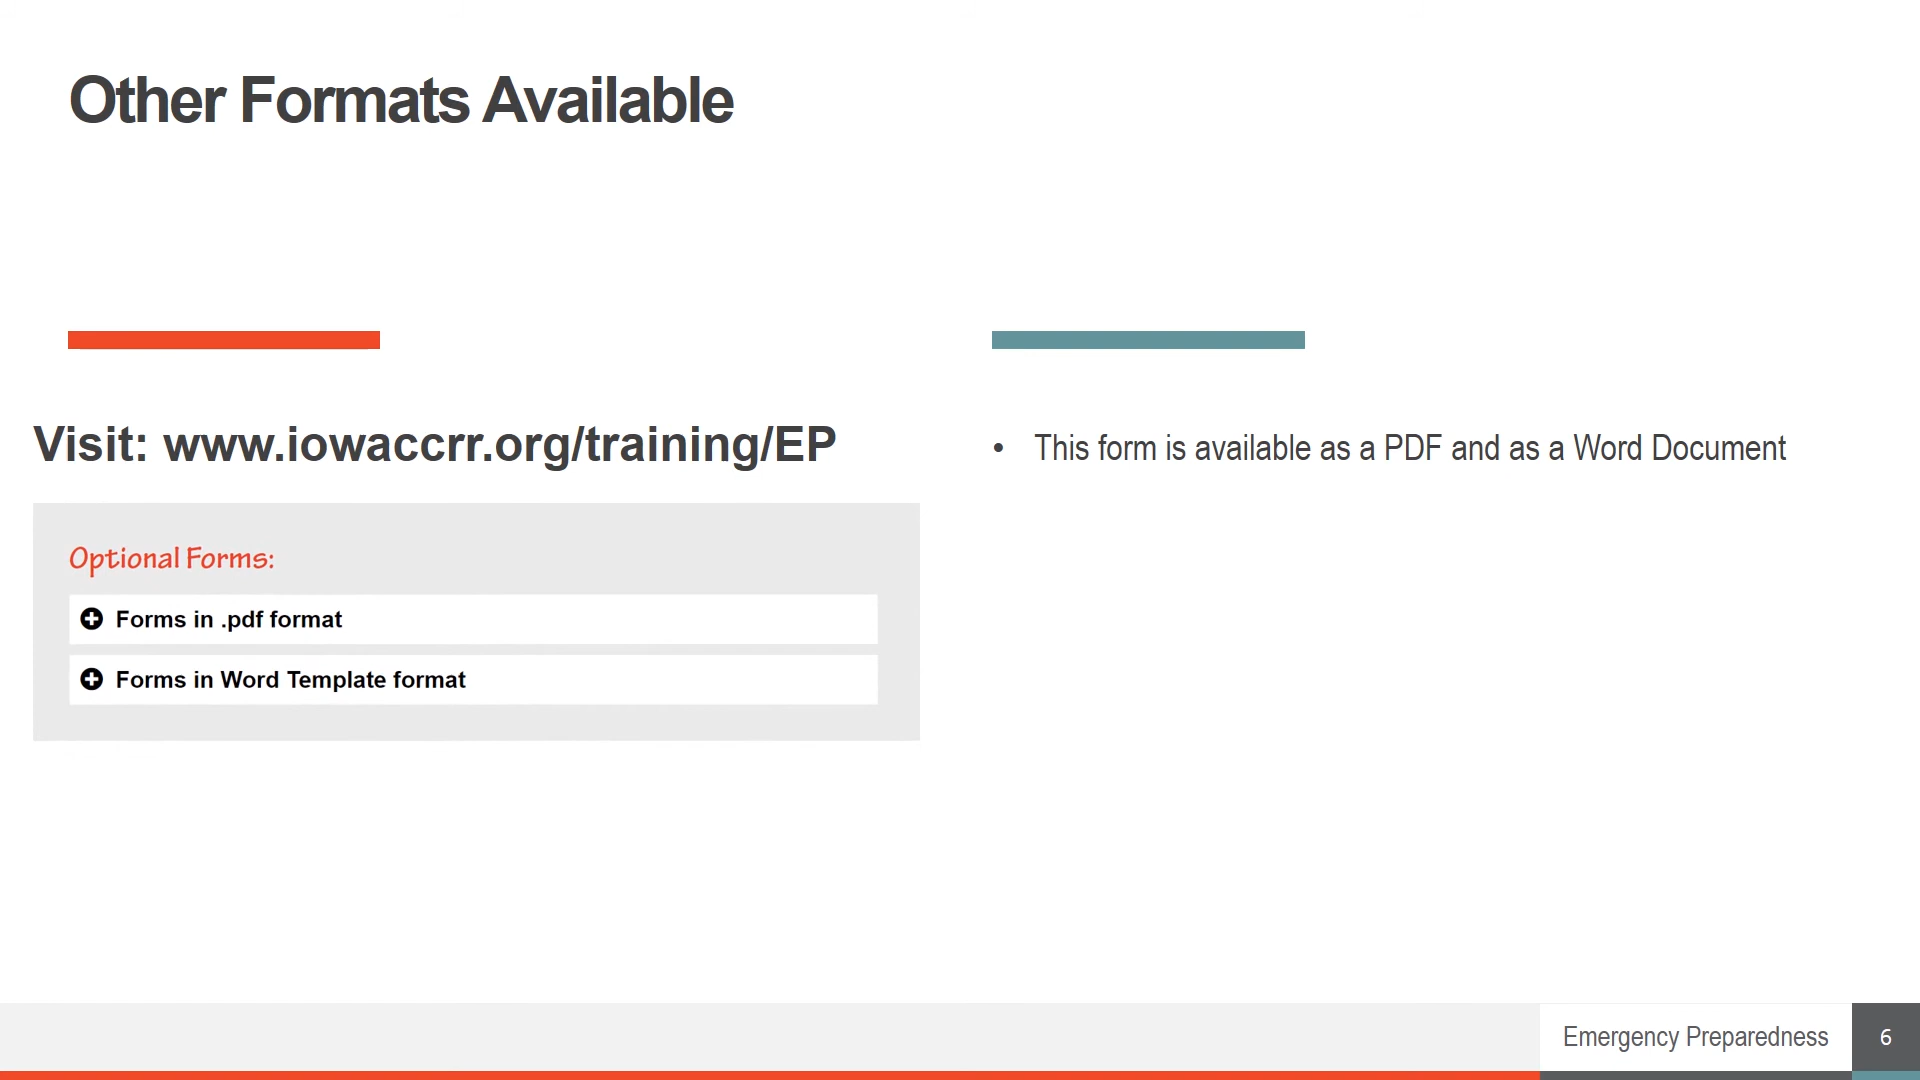 Other Formats Available
Visit: www.iowaccrr.org/training/EP
Optional Forms:
Forms in .pdf format
Forms in Word Template format
• This form is available as a PDF and as a Word Document
Emergency Preparedness
6